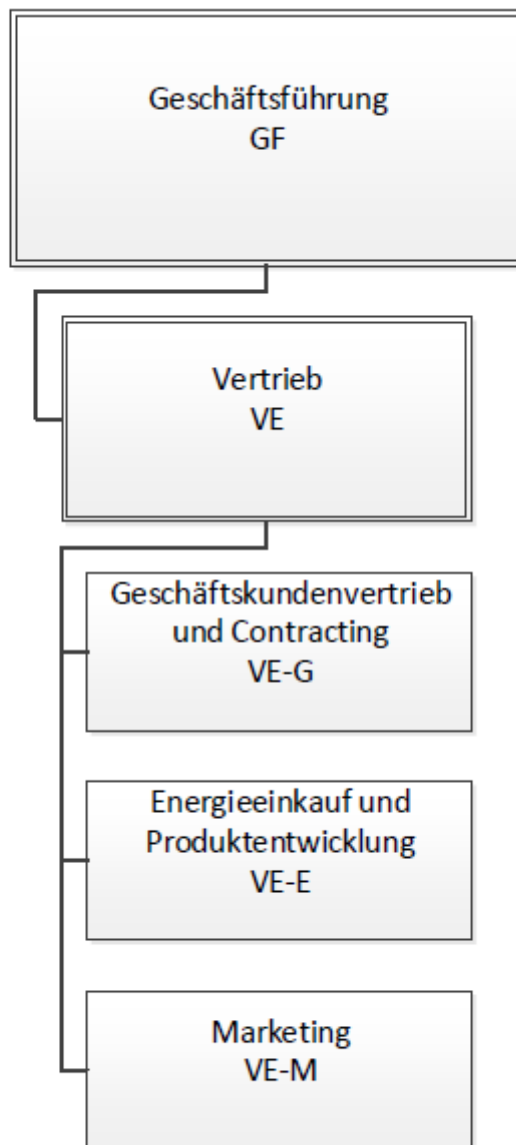 Geschäftsführung
GF
Vertrieb
VE
Geschäftskundenvertrieb
und Contracting
VE-G
Energieeinkauf und
Produktentwicklung
VE-E
Marketing
VE-M